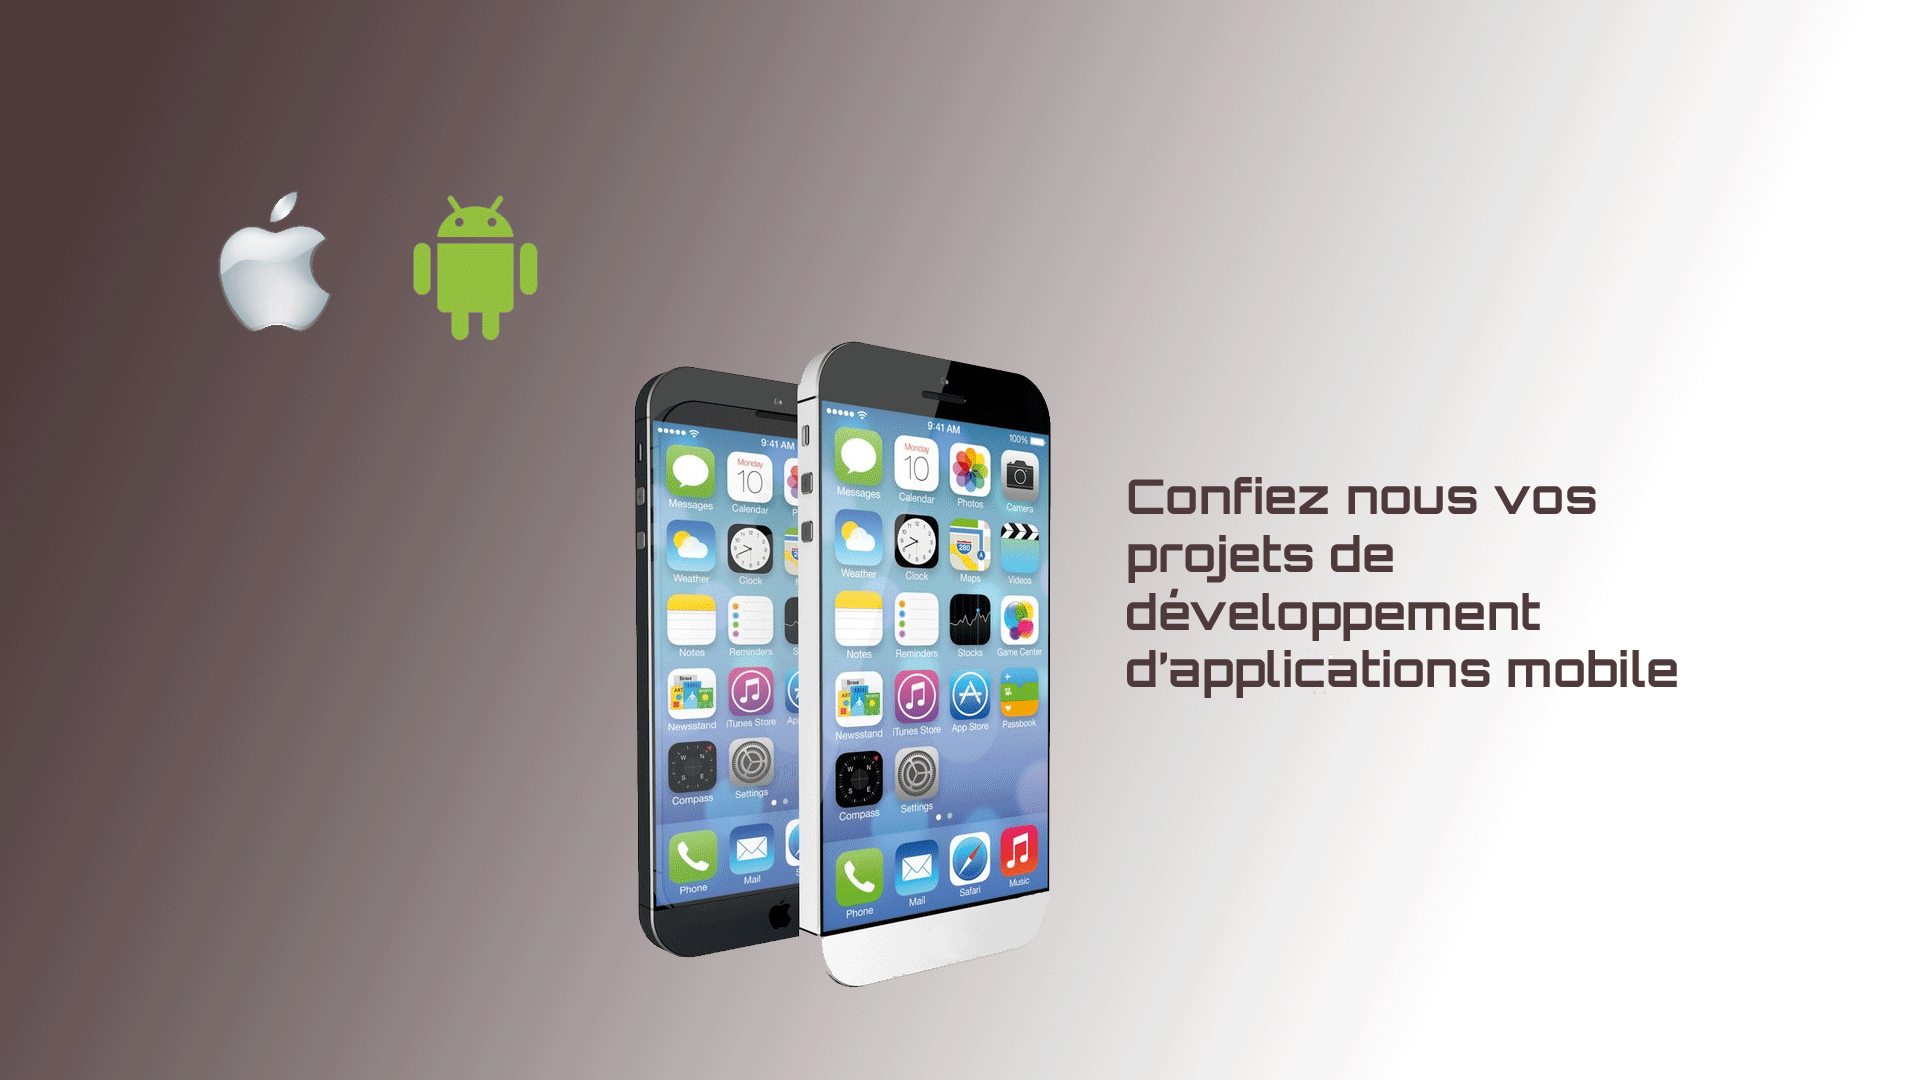 Confiez nous vos
projets de
développement
d'applications mobile
9:41 AM
Messages
Monday
10
Calendar
Weather
Clock
Notes
Reminders
Newsstand
iTunes Store
Compass
Settings
Phone
Mail
9:41 AM
100%
Messages
Monday
10
Calendar
Photos
Camera
Weather
Clock
280
Maps
Videos
Notes
Reminders
Stocks
Game Center
Newsstand
iTunes Store
App Store
Passbook
Compass
Settings
Phone
Mail
Safari
Music